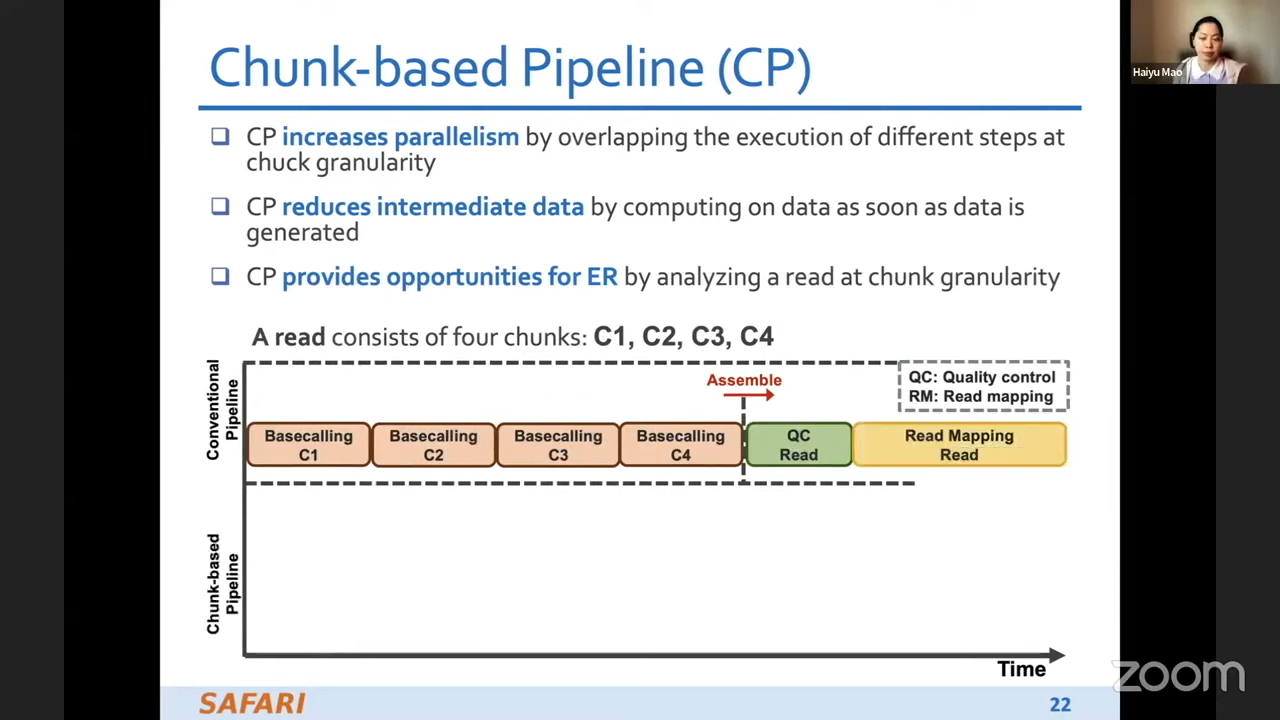 Chunk-based Pipeline (CP)
Haiyu Mao
CP increases parallelism by overlapping the execution of different steps at
chuck granularity
CP reduces intermediate data by computing on data as soon as data is
generated
CP provides opportunities for ER by analyzing a read at chunk granularity
A read consists of four chunks: C1, C2, C3, C4
Conventional
Pipeline
Assemble
QC: Quality control
RM: Read mapping
Basecalling
C1
Basecalling
C2
Basecalling
C3
Basecalling
C4
QC
Read
Read Mapping
Read
Chunk-based
Pipeline
Time
zoom
SAFARI
22